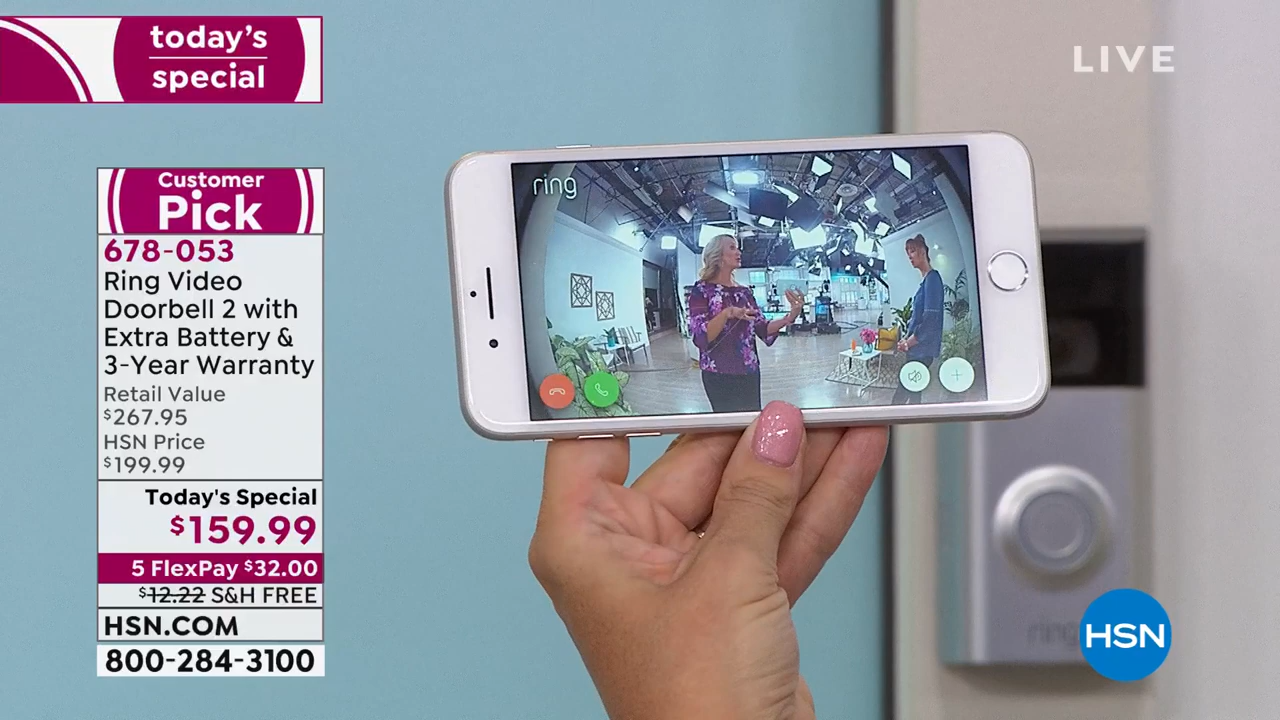 today's
special
LIVE
Customer
Pick
678-053
Ring Video
Doorbell 2 with
Extra Battery &
3-Year Warranty
Retail Value
$267.95
HSN Price
$199.99
Today's Special
$159.99
5 FlexPay $32.00
$12.22 S&H FREE
HSN.COM
800-284-3100
ring
ring
HSN